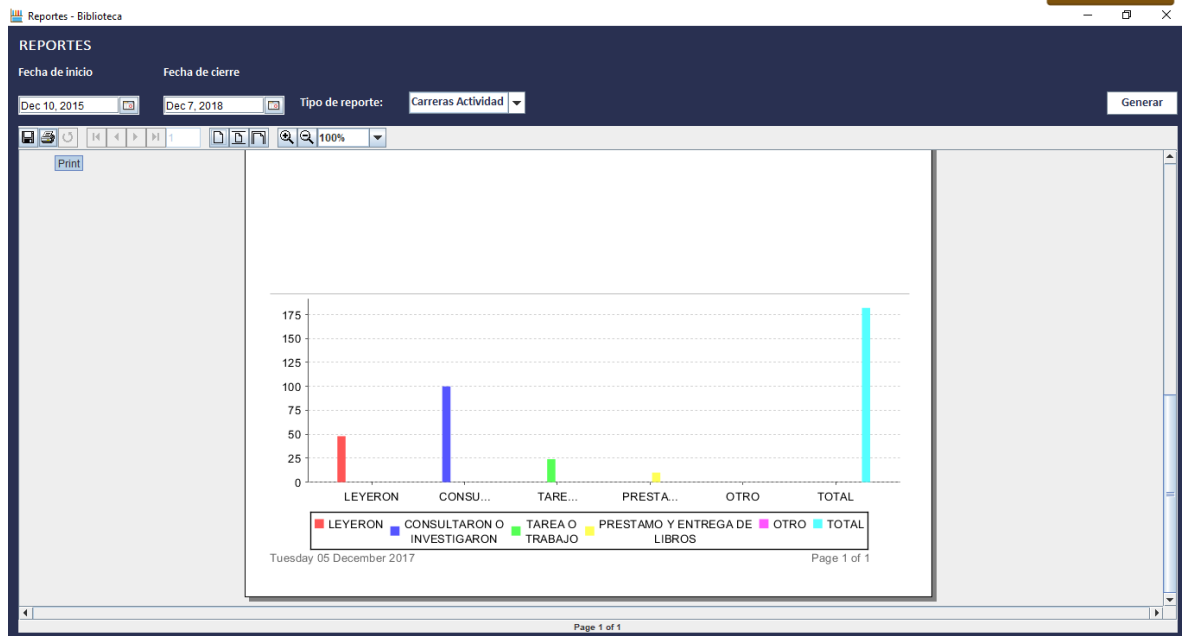 Reportes - Biblioteca
REPORTES
Fecha de inicio Fecha de cierre
Dec 10, 2015 Dec 7, 2018 Tipo de reporte: Carreras Actividad Generar
1 100%
Print
175
150
125
100
75
50
25
0
LEYERON CONSU... TARE... PRESTA... OTRO TOTAL
LEYERON CONSULTARON O TAREA O PRESTAMO Y ENTREGA DE OTRO TOTAL
INVESTIGARON TRABAJO LIBROS
Tuesday 05 December 2017 Page 1 of 1
Page 1 of 1